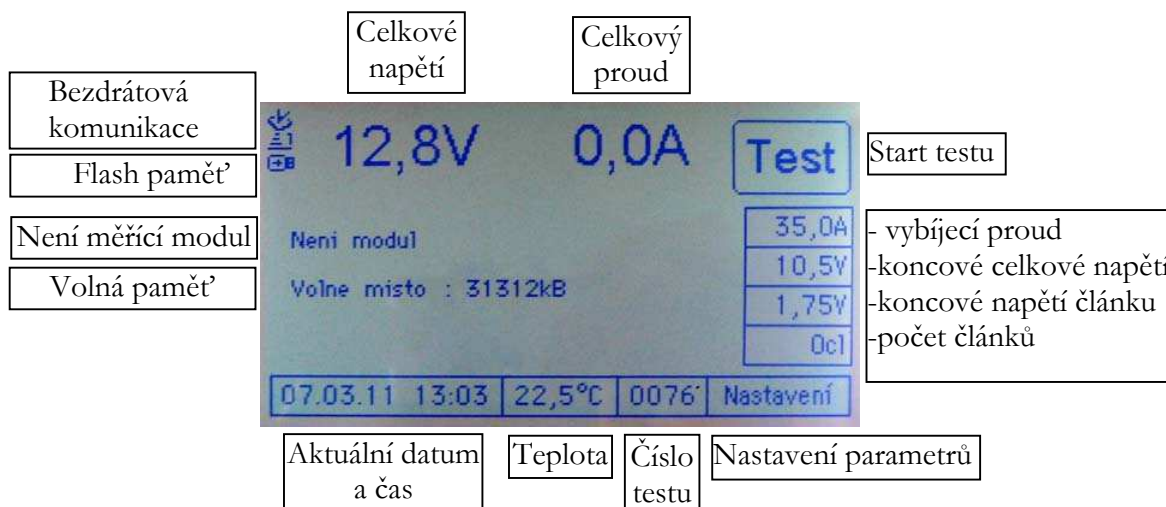 Celkové
napětí
Celkový
proud
Bezdrátová
komunikace
Flash paměť
Není měřící modul
Volná paměť
12,8V
0,0A
Test
Neni modul
Volne misto : 31312kB
35,0A
10,5V
1,75V
0cl
07.03.11 13:03
22,5°C
0076
Nastavení
Start testu
- vybíjecí proud
-koncové celkové napětí
-koncové napětí článku
-počet článků
Aktuální datum
a čas
Teplota
Číslo
testu
Nastavení parametrů